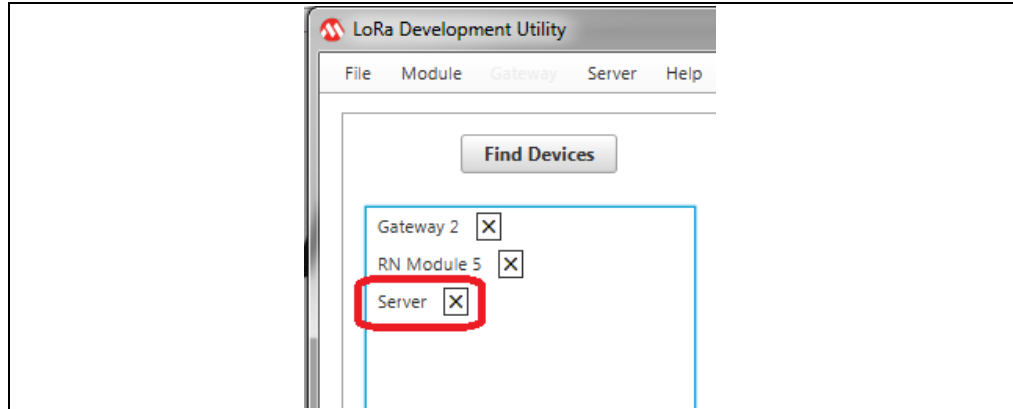 LoRa Development Utility
File Module Gateway Server Help
Find Devices
Gateway 2
RN Module 5
Server